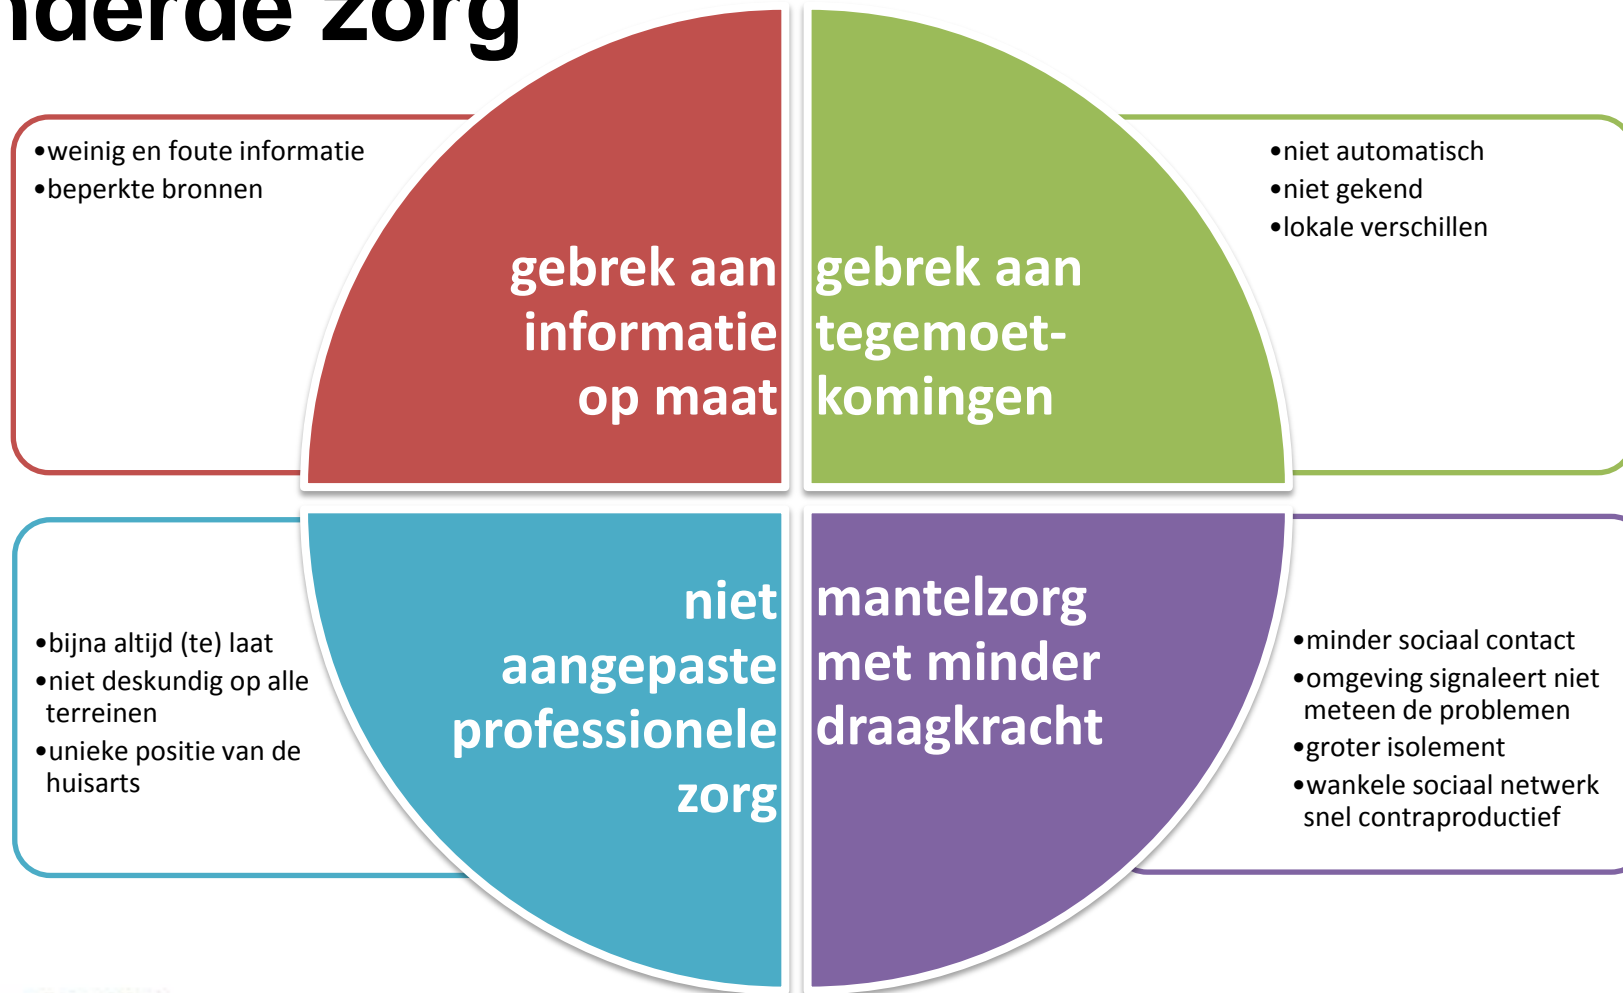 nderde zorg
•weinig en foute informatie
•beperkte bronnen
gebrek aan
informatie
op maat
gebrek aan
tegemoet-
komingen
•niet automatisch
•niet gekend
•lokale verschillen
•bijna altijd (te) laat
•niet deskundig op alle
terreinen
•unieke positie van de
huisarts
niet
aangepaste
professionele
zorg
mantelzorg
met minder
draagkracht
•minder sociaal contact
•omgeving signaleert niet
meteen de problemen
•groter isolement
•wankele sociaal netwerk
snel contraproductief